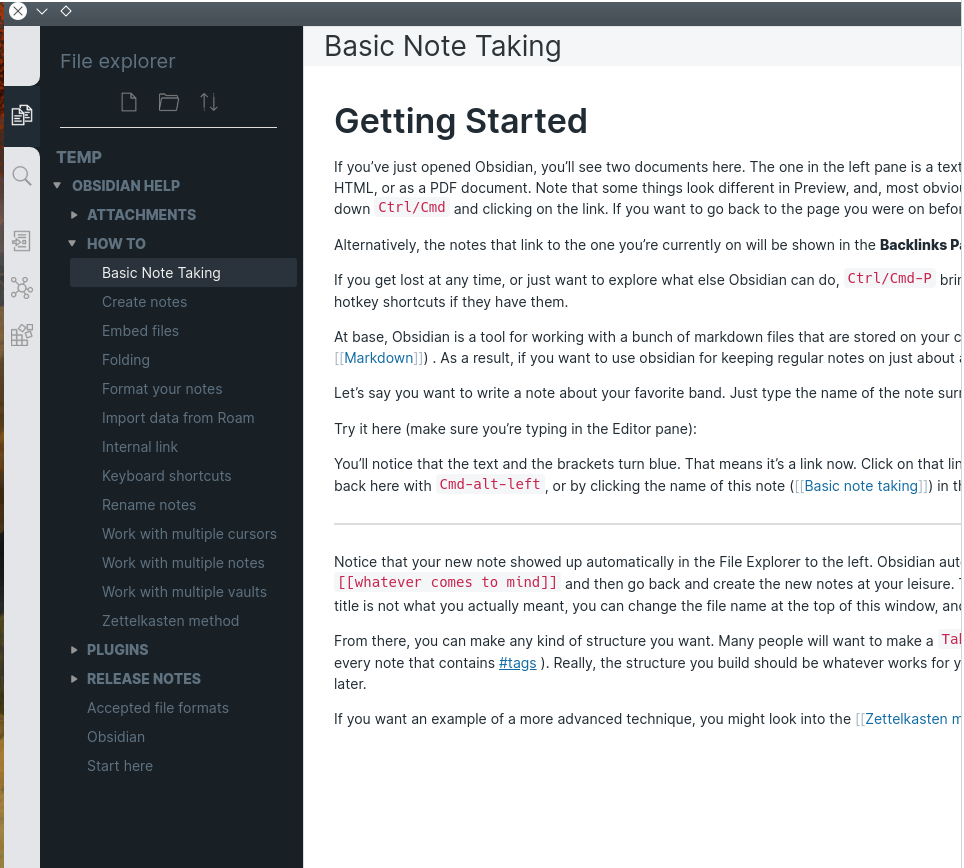 File explorer
TEMP
OBSIDIAN HELP
ATTACHMENTS
HOW TO
Basic Note Taking
Create notes
Embed files
Folding
Format your notes
Import data from Roam
Internal link
Keyboard shortcuts
Rename notes
Work with multiple cursors
Work with multiple notes
Work with multiple vaults
Zettelkasten method
PLUGINS
RELEASE NOTES
Accepted file formats
Obsidian
Start here
Basic Note Taking
Getting Started
If you’ve just opened Obsidian, you’ll see two documents here. The one in the left pane is a text
HTML, or as a PDF document. Note that some things look different in Preview, and, most
down Ctrl/Cmd and clicking on the link. If you want to go back to the page you were on
Alternatively, the notes that link to the one you’re currently on will be shown in the Backlinks
If you get lost at any time, or just want to explore what else Obsidian can do, Ctrl/Cmd-P
hotkey shortcuts if they have them.
At base, Obsidian is a tool for working with a bunch of markdown files that are stored on your
[[Markdown]]) . As a result, if you want to use obsidian for keeping regular notes on just about
Let’s say you want to write a note about your favorite band. Just type the name of the note
Try it here (make sure you’re typing in the Editor pane):
You’ll notice that the text and the brackets turn blue. That means it’s a link now. Click on that
back here with Cmd-alt-left , or by clicking the name of this note ([[Basic note taking]]) in
Notice that your new note showed up automatically in the File Explorer to the left. Obsidian
[[whatever comes to mind]] and then go back and create the new notes at your leisure.
title is not what you actually meant, you can change the file name at the top of this window,
From there, you can make any kind of structure you want. Many people will want to make a
every note that contains #tags ). Really, the structure you build should be whatever works for
later.
If you want an example of a more advanced technique, you might look into the [[Zettelkasten